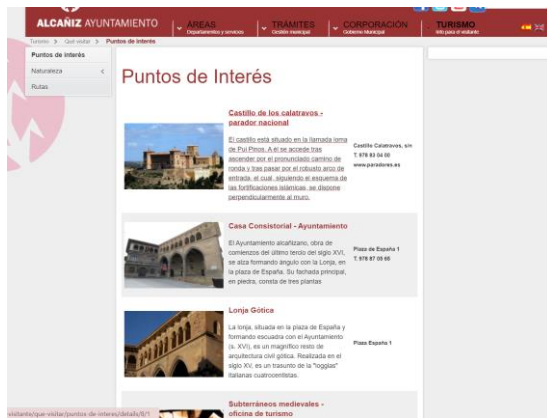 ALCAÑIZ AYUNTAMIENTO
ÁREAS
Departamentos y servicios
TRÁMITES
Gestión municipal
CORPORACIÓN
Gobierno Municipal
TURISMO
Info para el visitante
Turismo > Qué visitar > Puntos de Interés
Puntos de interés
Naturaleza
Rutas
Puntos de Interés
Castillo de los calatravos -
parador nacional
El castillo está situado en la llamada loma
de Pui Pinos. A él se accede tras
ascender por el pronunciado camino de
ronda y tras pasar por el robusto arco de
entrada, el cual, siguiendo el esquema de
las fortificaciones islámicas, se dispone
perpendicularmente al muro.
Castillo Calatravos, s/n
T. 978 83 04 00
www.paradores.es
Casa Consistorial - Ayuntamiento
El Ayuntamiento alcañizano, obra de
comienzos del último tercio del siglo XVI,
se alza formando ángulo con la Lonja, en
la plaza de España. Su fachada principal,
en piedra, consta de tres plantas
Plaza de España 1
T. 978 87 05 65
Lonja Gótica
La lonja, situada en la plaza de España y
formando escuadra con el Ayuntamiento
(s. XVI), es un magnífico resto de
arquitectura civil gótica. Realizada en el
siglo XV, es un trasunto de la "loggias"
italianas cuatrocentistas.
Plaza España 1
Subterráneos medievales -
oficina de turismo
visitante/que-visitar/puntos-de-interes/details/8/1